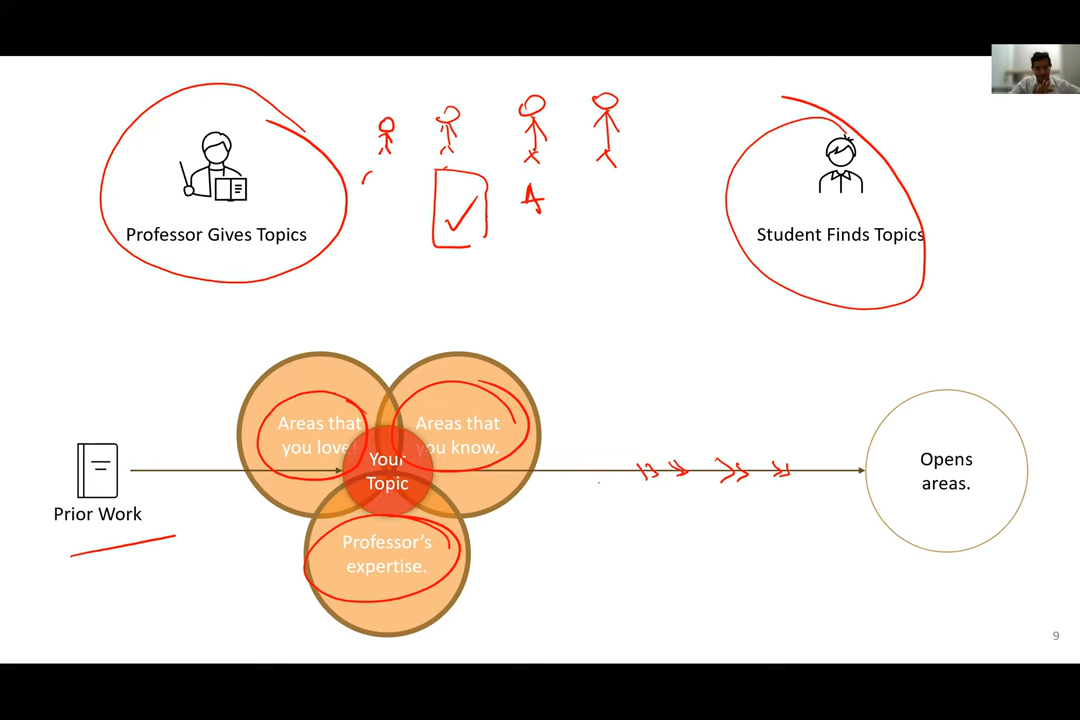 Professor Gives Topics
A
Student Finds Topics
Areas that
you love!
Areas that
you know.
Your
Topic
Prior Work
Professor's
expertise.
Opens
areas.
9